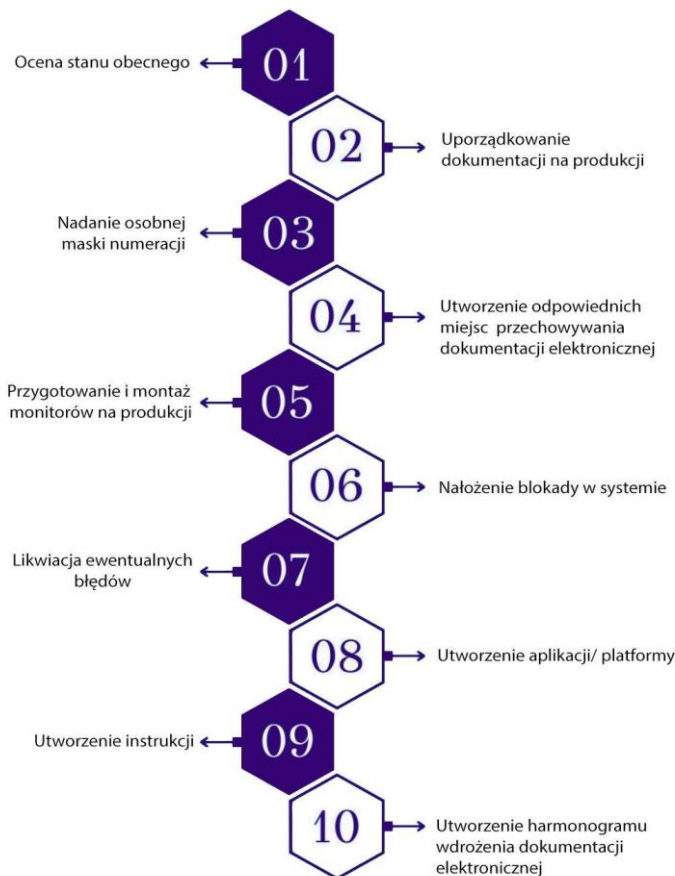 01
Ocena stanu obecnego
02
Uporządkowanie
dokumentacji na produkcji
03
Nadanie osobnej
maski numeracji
04
Utworzenie odpowiednich
miejsc przechowywania
dokumentacji elektronicznej
05
Przygotowanie i montaż
monitorów na produkcji
06
Nałożenie blokady w systemie
07
Likwiacja ewentualnych
błędów
08
Utworzenie aplikacji/ platformy
09
Utworzenie instrukcji
10
Utworzenie harmonogramu
wdrożenia dokumentacji
elektronicznej